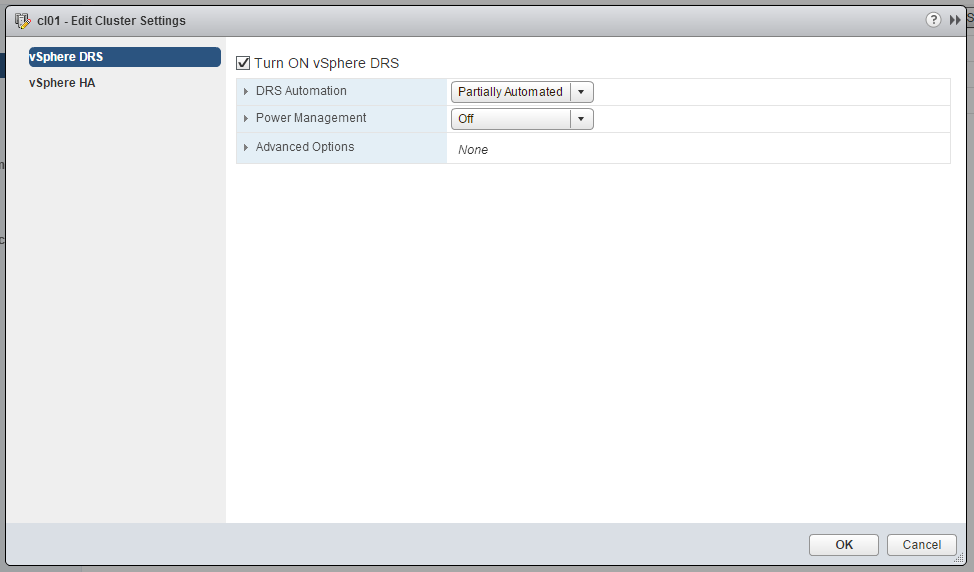 cl01 - Edit Cluster Settings
?
vSphere DRS
vSphere HA
Turn ON vSphere DRS
DRS Automation
Partially Automated
Power Management
Off
Advanced Options
None
OK
Cancel